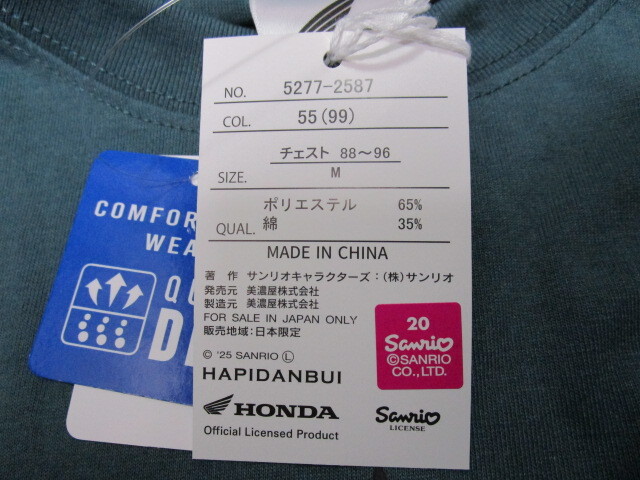 NO. 5277-2587
COL. 55(99)
チェスト 88～96
SIZE. M
ポリエステル 65%
QUAL. 綿 35%
MADE IN CHINA
著 作 サンリオキャラクターズ:(株)サンリオ
発売元 美濃屋株式会社
製造元 美濃屋株式会社
FOR SALE IN JAPAN ONLY
販売地域:日本限定
© '25 SANRIO Ⓛ
HAPIDANBUI
HONDA
Official Licensed Product
20
Sanrio
©SANRIO
CO.,LTD.
Sanrio
LICENSE